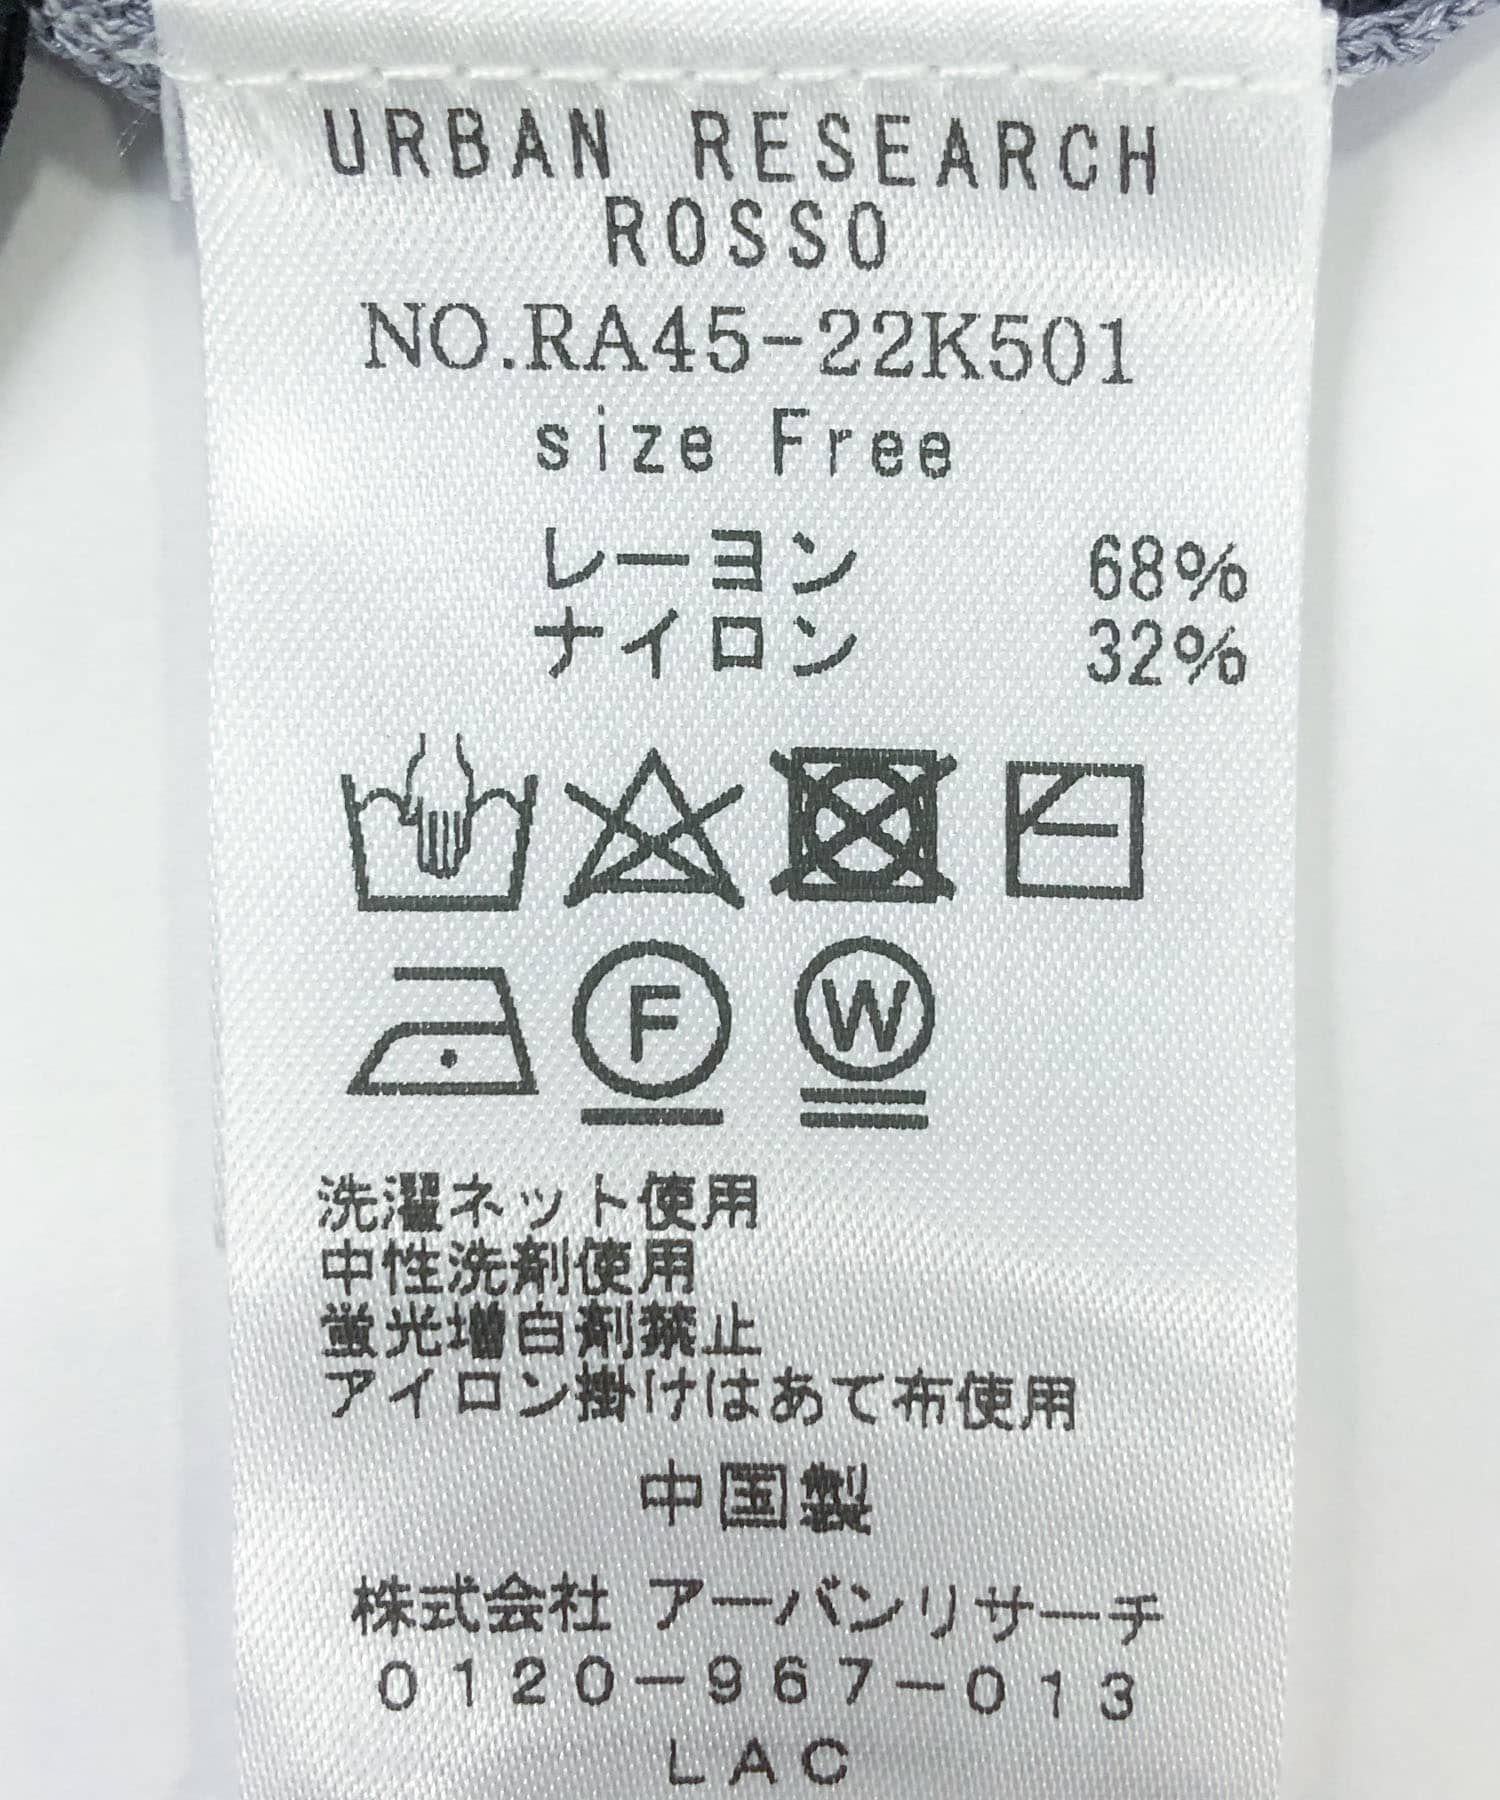 URBAN RESEARCH
ROSSO
NO.RA45-22K501
size Free
レーヨン 68%
ナイロン 32%
F
W
洗濯ネット使用
中性洗剤使用
蛍光増白剤禁止
アイロン掛けはあて布使用
中国製
株式会社 アーバンリサーチ
0120-967-013
LAC